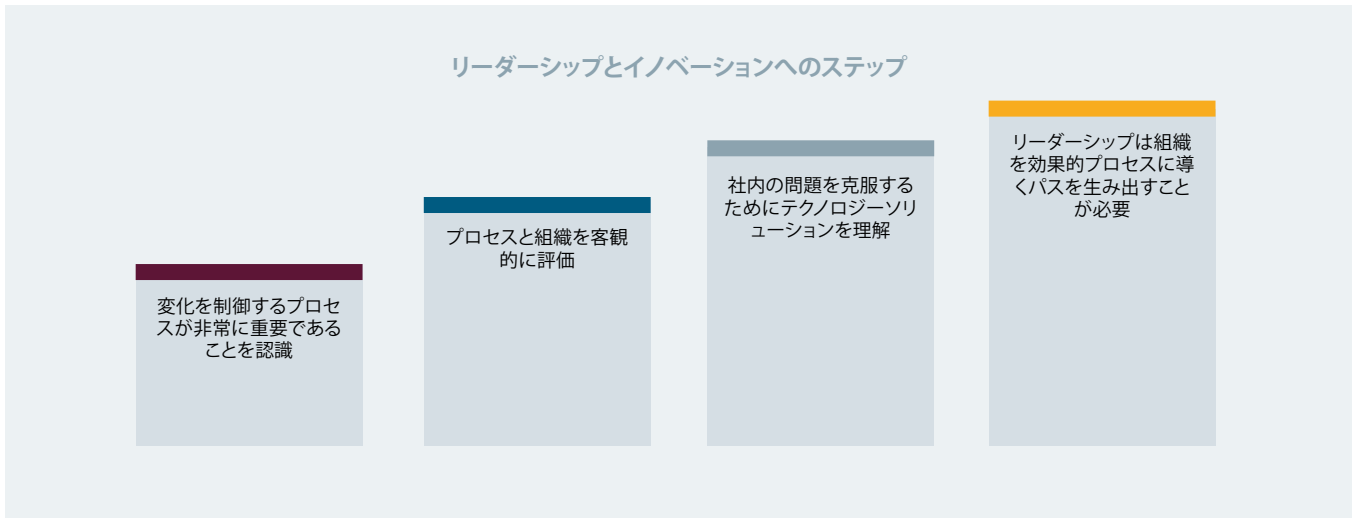 リーダーシップとイノベーションへのステップ
変化を制御するプロセ
スが非常に重要である
ことを認識
プロセスと組織を客観
的に評価
社内の問題を克服する
ためにテクノロジーソリ
ューションを理解
リーダーシップは組織
を効果的プロセスに導
くパスを生み出すこと
が必要